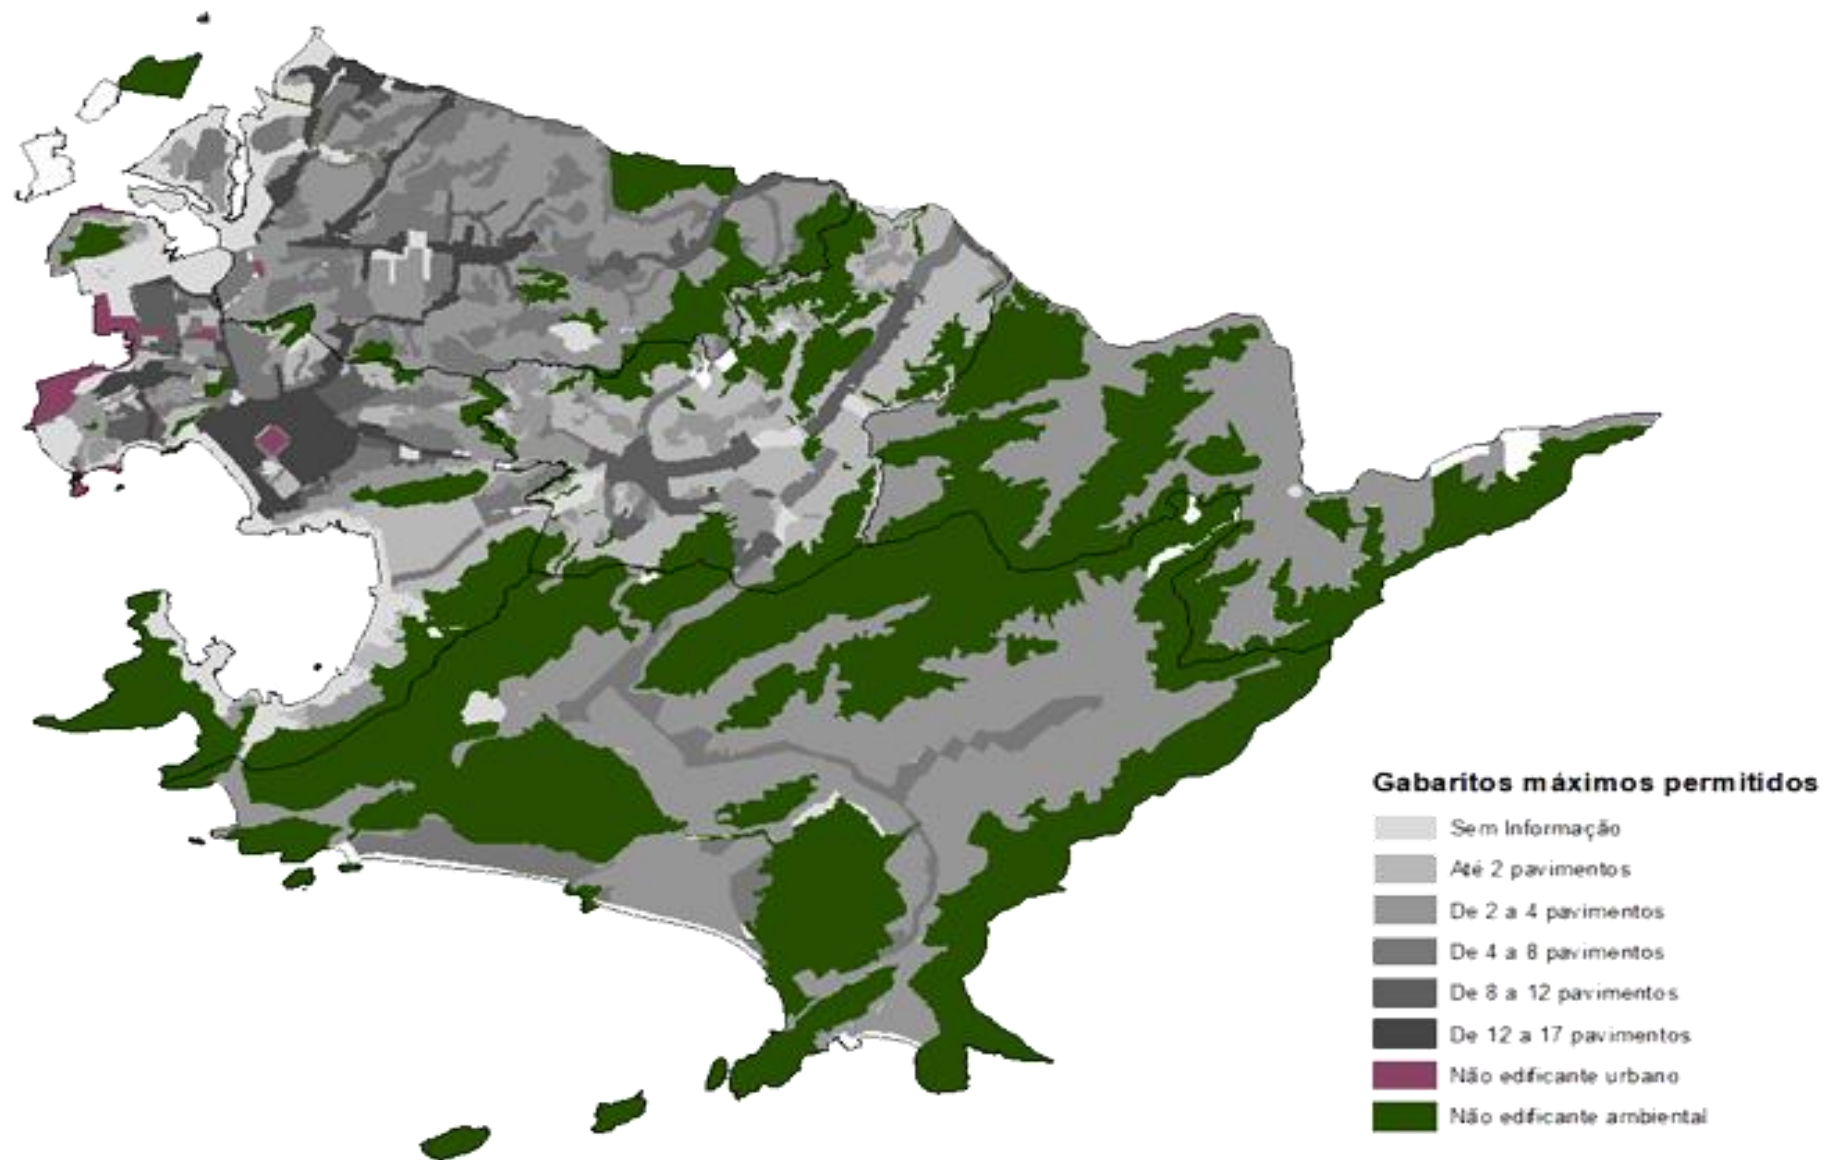 Gabaritos máximos permitidos
Sem Informação
Até 2 pavimentos
De 2 a 4 pavimentos
De 4 a 8 pavimentos
De 8 a 12 pavimentos
De 12 a 17 pavimentos
Não edificante urbano
Não edificante ambiental